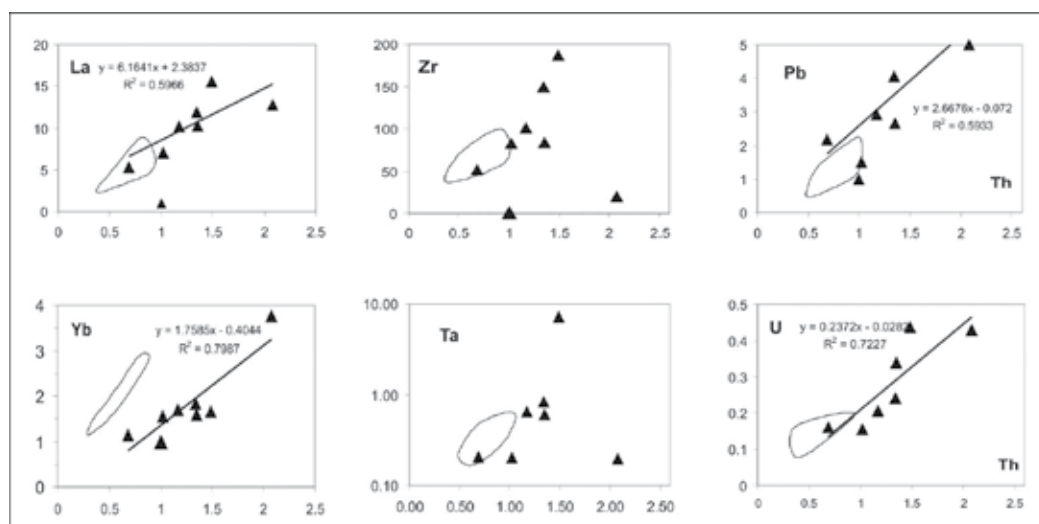 20
15
10
5
0
La
y = 6.1641x + 2.3837
R² = 0.5966
0 0.5 1 1.5 2 2.5
200
150
100
50
0
Zr
0 0.5 1 1.5 2 2.5
5
4
3
2
1
0
Pb
y = 2.6676x - 0.072
R² = 0.5933
Th
0 0.5 1 1.5 2 2.5
4
3
2
1
0
Yb
y = 1.7585x - 0.4044
R² = 0.7987
0 0.5 1 1.5 2 2.5
10.00
1.00
0.10
Ta
0.00 0.50 1.00 1.50 2.00 2.50
0.5
0.4
0.3
0.2
0.1
0
U
y = 0.2372x - 0.0282
R² = 0.7227
Th
0 0.5 1 1.5 2 2.5